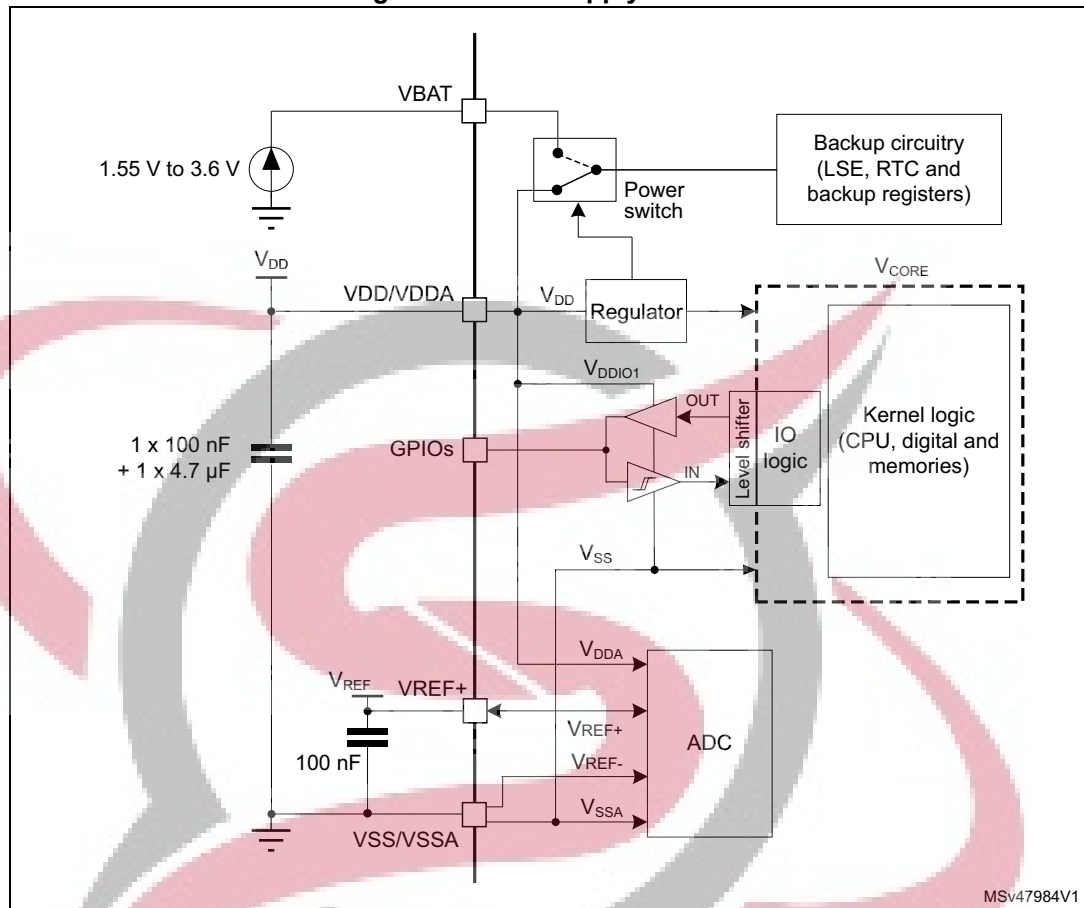 VBAT
1.55 V to 3.6 V
Power
switch
Backup circuitry
(LSE, RTC and
backup registers)
VDD
VDD/VDDA
VDD
Regulator
VCORE
VDDIO1
OUT
GPIOs
IN
Level shifter
IO
logic
Kernel logic
(CPU, digital and
memories)
1 x 100 nF
+ 1 x 4.7 µF
VSS
VDDA
VREF
VREF+
VREF+
ADC
100 nF
VREF-
VSSA
VSS/VSSA
MSv47984V1